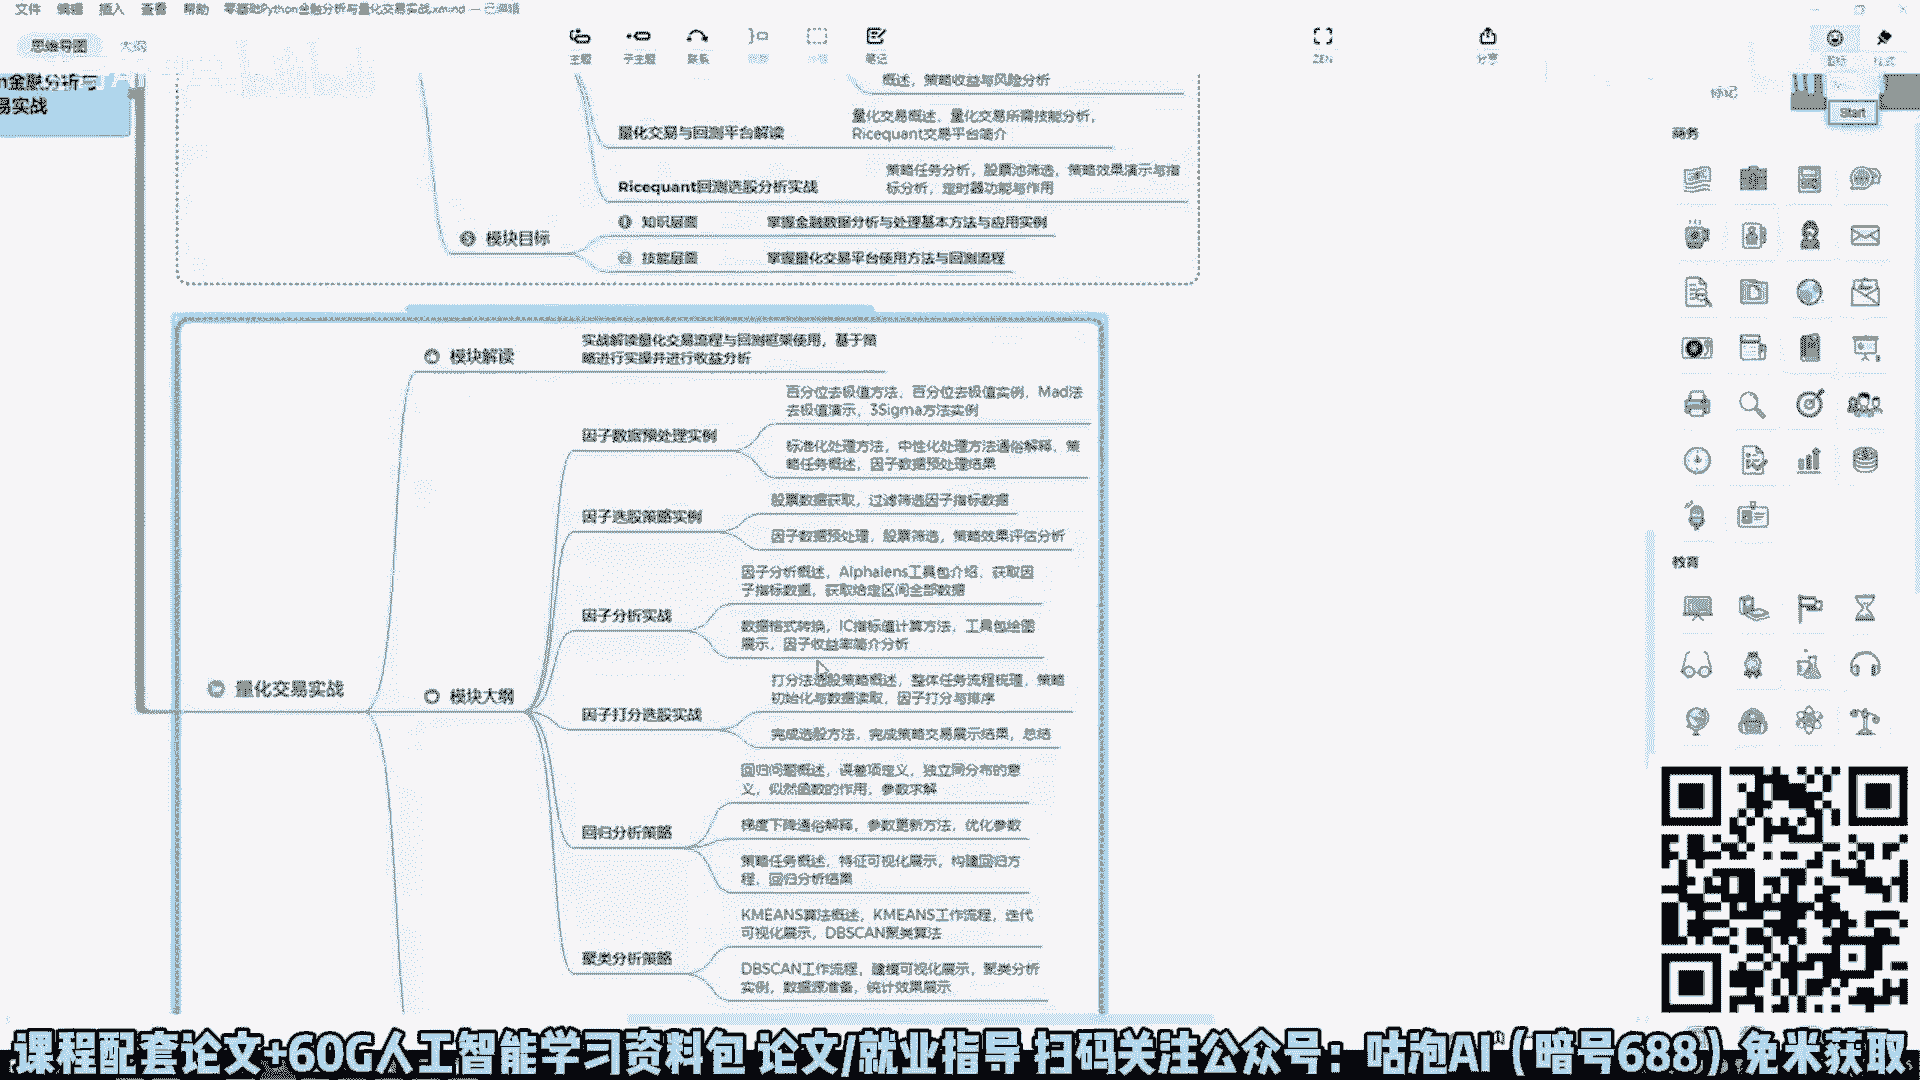 文件 编辑 插入 查看 帮助 零基础Python金融分析与量化交易实战.xmind — 已编辑
思维导图 大纲
主题 子主题 联系 笔记 ZEN 分享
n金融分析与
易实战
标记
Start
概述，策略收益与风险分析
量化交易与回测平台解读
量化交易概述、量化交易所需技能分析，
Ricequant交易平台简介
Ricequant回测选股分析实战
策略任务分析，股票池筛选，策略效果演示与指
标分析，定时器功能与作用
模块目标
知识层面 掌握金融数据分析与处理基本方法与应用实例
技能层面 掌握量化交易平台使用方法与回测流程
模块解读
实战解读量化交易流程与回测框架使用，基于策
略进行实操并进行收益分析
因子数据预处理实例
百分位去极值方法、百分位去极值实例，Mad法
去极值演示，3Sigma方法实例
标准化处理方法，中性化处理方法通俗解释，策
略任务概述，因子数据预处理结果
因子选股策略实例
股票数据获取，过滤筛选因子指标数据
因子数据预处理，股票筛选，策略效果评估分析
因子分析实战
因子分析概述，Alphalens工具包介绍，获取因
子指标数据，获取给定区间全部数据
数据格式转换，IC指标值计算方法，工具包绘图
展示，因子收益率简介分析
量化交易实战
模块大纲
因子打分选股实战
打分法选股策略概述，整体任务流程梳理，策略
初始化与数据读取，因子打分与排序
完成选股方法，完成策略交易展示结果，总结
回归分析策略
回归问题概述，误差项定义，独立同分布的意
义，似然函数的作用，参数求解
梯度下降通俗解释，参数更新方法，优化参数
策略任务概述，特征可视化展示，构建回归方
程，回归分析结果
聚类分析策略
KMEANS算法概述，KMEANS工作流程，迭代
可视化展示，DBSCAN聚类算法
DBSCAN工作流程，建模可视化展示，聚类分析
实例，数据源准备，统计效果展示
商务
教育
课程配套论文+60G人工智能学习资料包 论文/就业指导 扫码关注公众号：咕泡AI（暗号688）免米获取